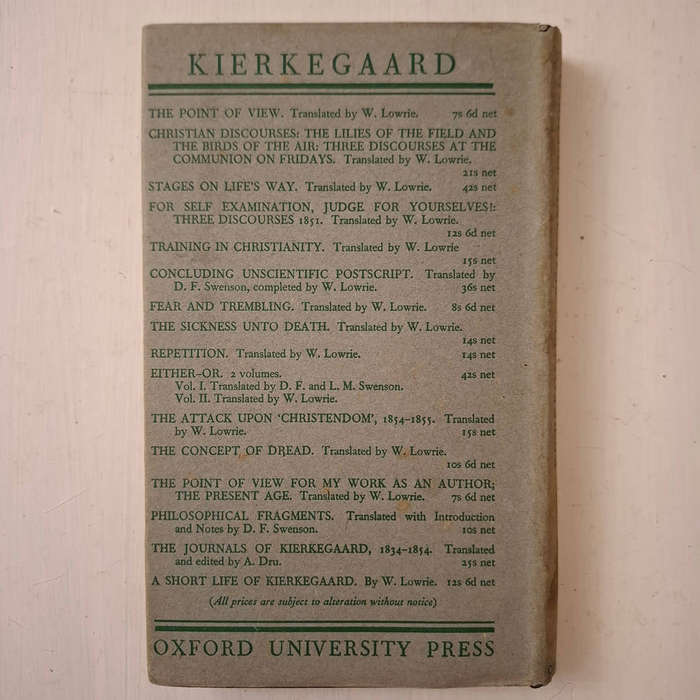 KIERKEGAARD
THE POINT OF VIEW. Translated by W. Lowrie. 7s 6d net
CHRISTIAN DISCOURSES: THE LILIES OF THE FIELD AND
THE BIRDS OF THE AIR: THREE DISCOURSES AT THE
COMMUNION ON FRIDAYS. Translated by W. Lowrie.
21s net
STAGES ON LIFE'S WAY. Translated by W. Lowrie. 42s net
FOR SELF EXAMINATION, JUDGE FOR YOURSELVES!:
THREE DISCOURSES 1851. Translated by W. Lowrie.
12s 6d net
TRAINING IN CHRISTIANITY. Translated by W. Lowrie
15s net
CONCLUDING UNSCIENTIFIC POSTSCRIPT. Translated by
D. F. Swenson, completed by W. Lowrie. 36s net
FEAR AND TREMBLING. Translated by W. Lowrie. 8s 6d net
THE SICKNESS UNTO DEATH. Translated by W. Lowrie.
14s net
REPETITION. Translated by W. Lowrie. 14s net
EITHER–OR. 2 volumes. 42s net
Vol. I. Translated by D. F. and L. M. Swenson.
Vol. II. Translated by W. Lowrie.
THE ATTACK UPON ‘CHRISTENDOM’, 1854–1855. Translated
by W. Lowrie. 15s net
THE CONCEPT OF DREAD. Translated by W. Lowrie.
10s 6d net
THE POINT OF VIEW FOR MY WORK AS AN AUTHOR;
THE PRESENT AGE. Translated by W. Lowrie. 7s 6d net
PHILOSOPHICAL FRAGMENTS. Translated with Introduction
and Notes by D. F. Swenson. 10s net
THE JOURNALS OF KIERKEGAARD, 1834–1854. Translated
and edited by A. Dru. 25s net
A SHORT LIFE OF KIERKEGAARD. By W. Lowrie. 12s 6d net
(All prices are subject to alteration without notice)
OXFORD UNIVERSITY PRESS